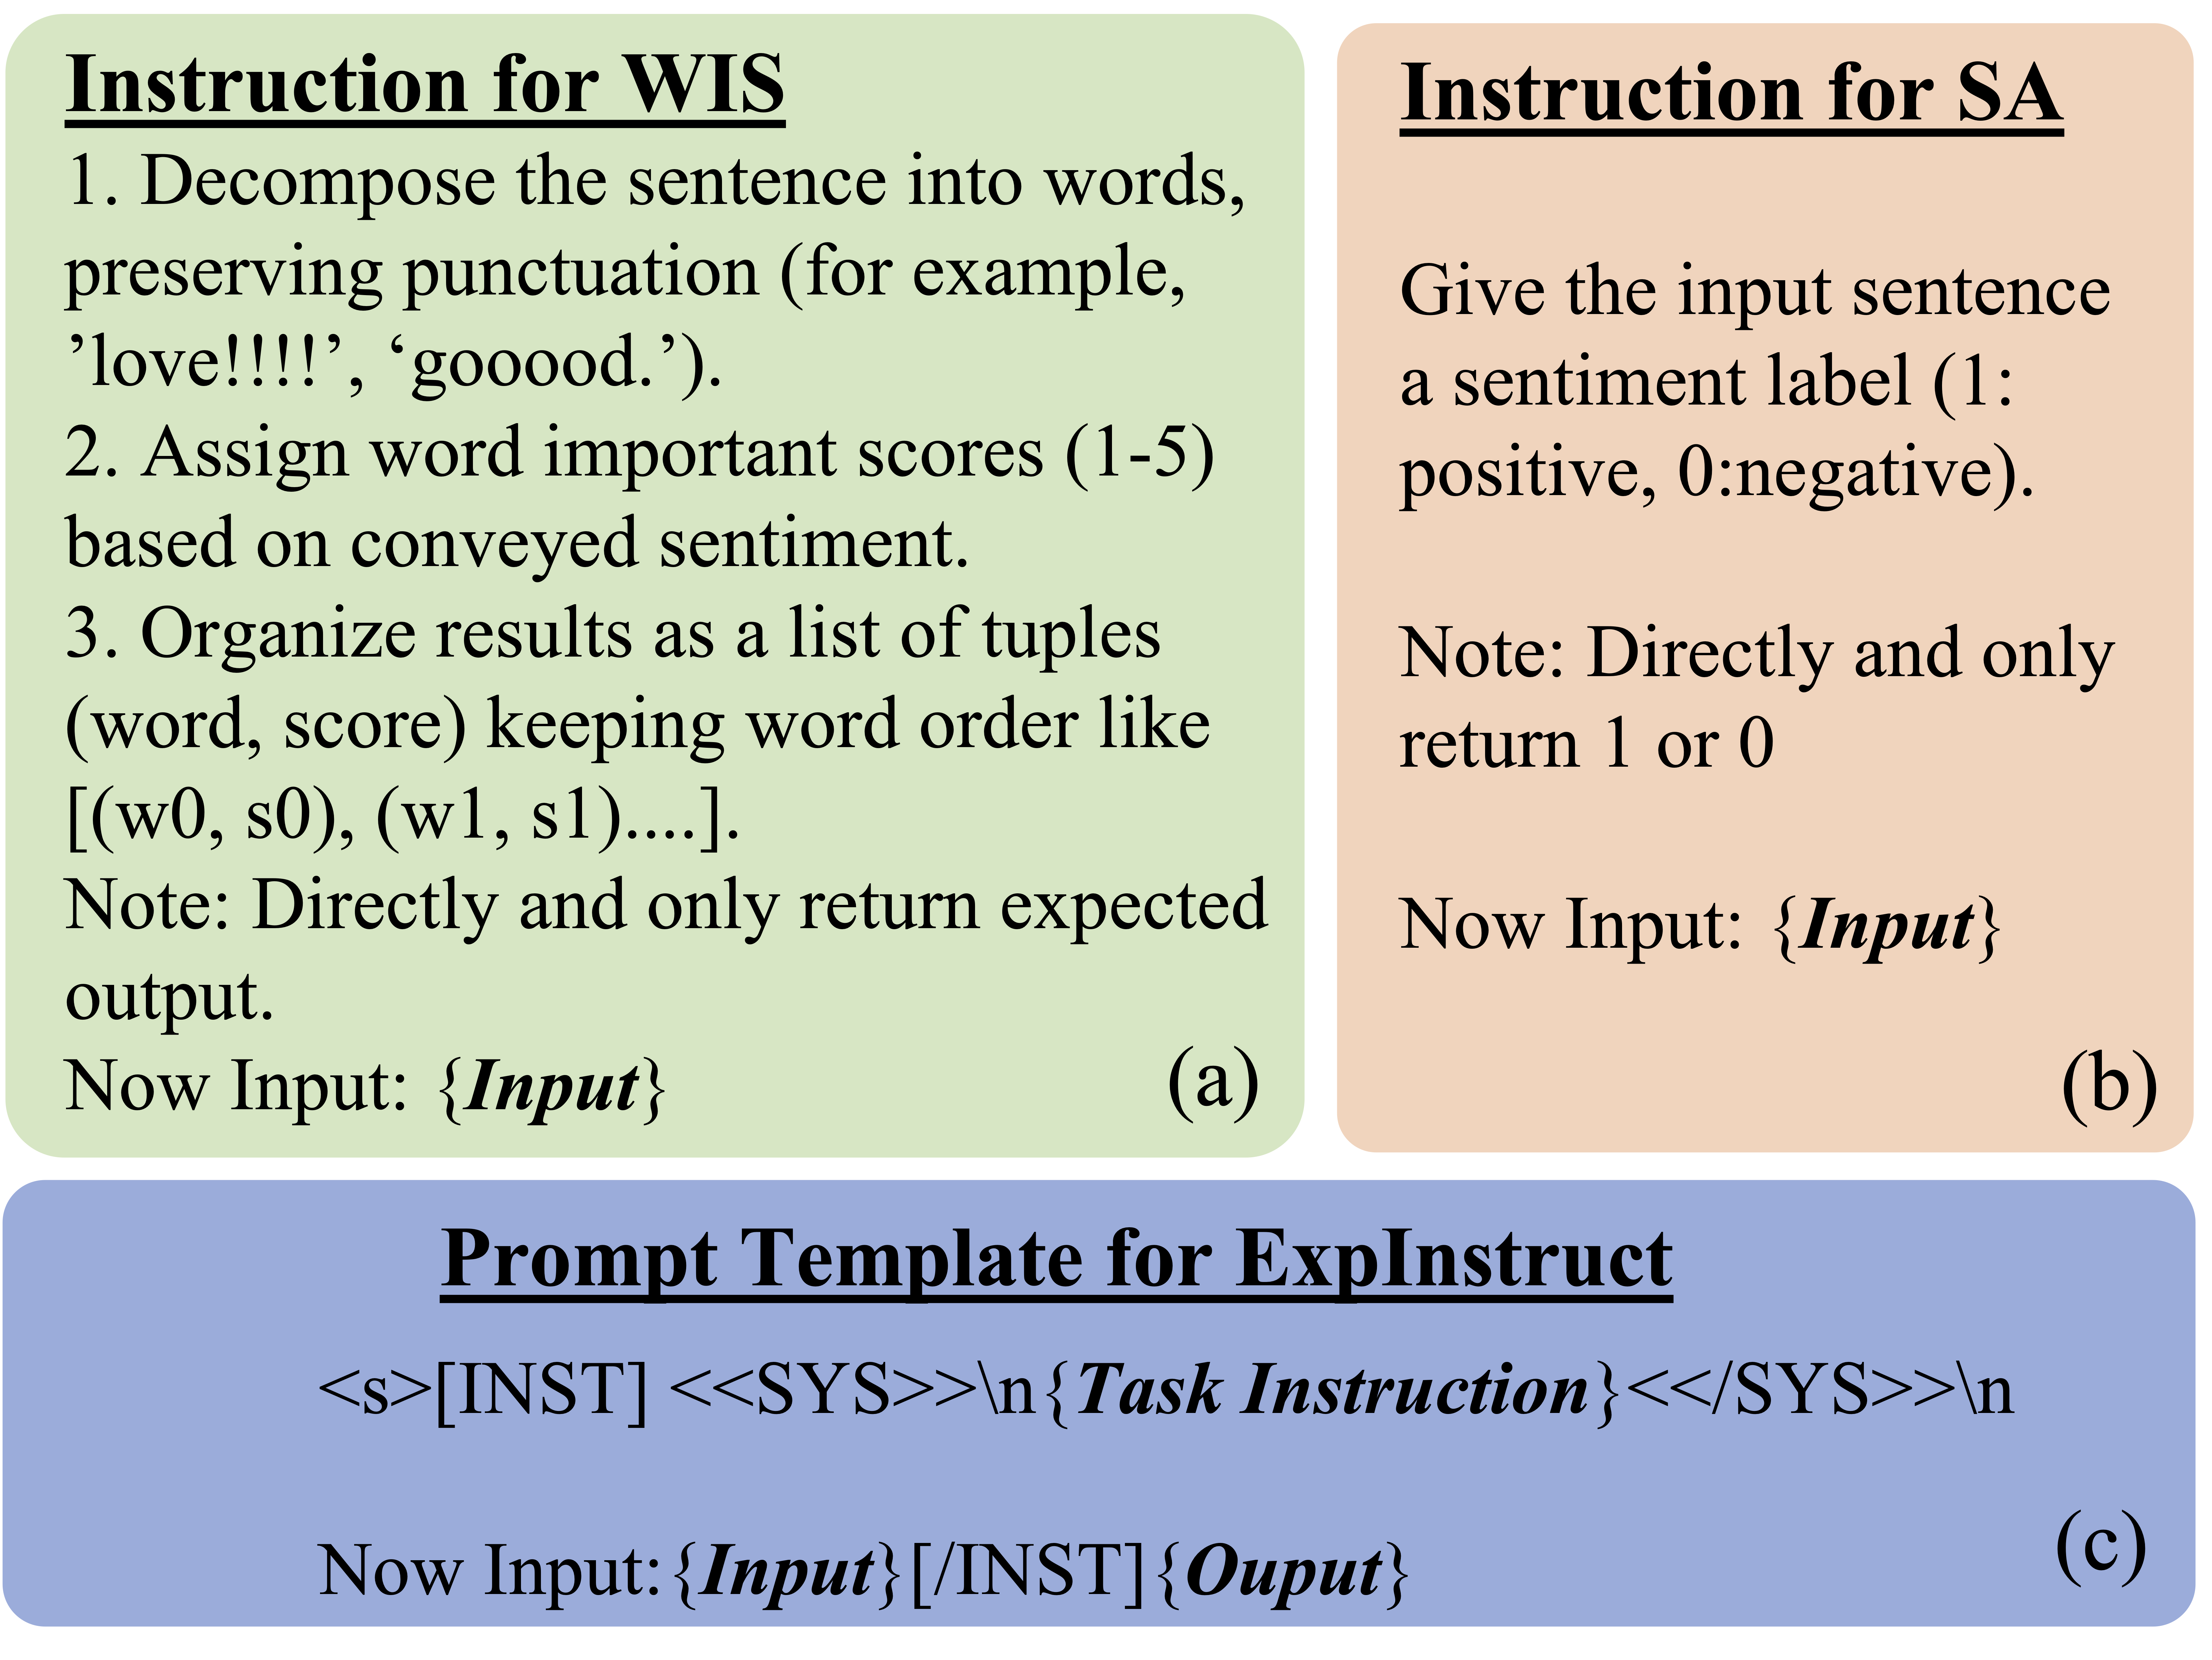 Instruction for WIS
1. Decompose the sentence into words,
preserving punctuation (for example,
’love!!!!’, ‘gooood.’).
2. Assign word important scores (1-5)
based on conveyed sentiment.
3. Organize results as a list of tuples
(word, score) keeping word order like
[(w0, s0), (w1, s1)....].
Note: Directly and only return expected
output.
Now Input: {Input}
(a)
Instruction for SA
Give the input sentence
a sentiment label (1:
positive, 0:negative).
Note: Directly and only
return 1 or 0
Now Input: {Input}
(b)
Prompt Template for ExpInstruct
<s>[INST] <<SYS>>\n{Task Instruction}<</SYS>>\n
Now Input:{Input}[/INST]{Ouput}
(c)